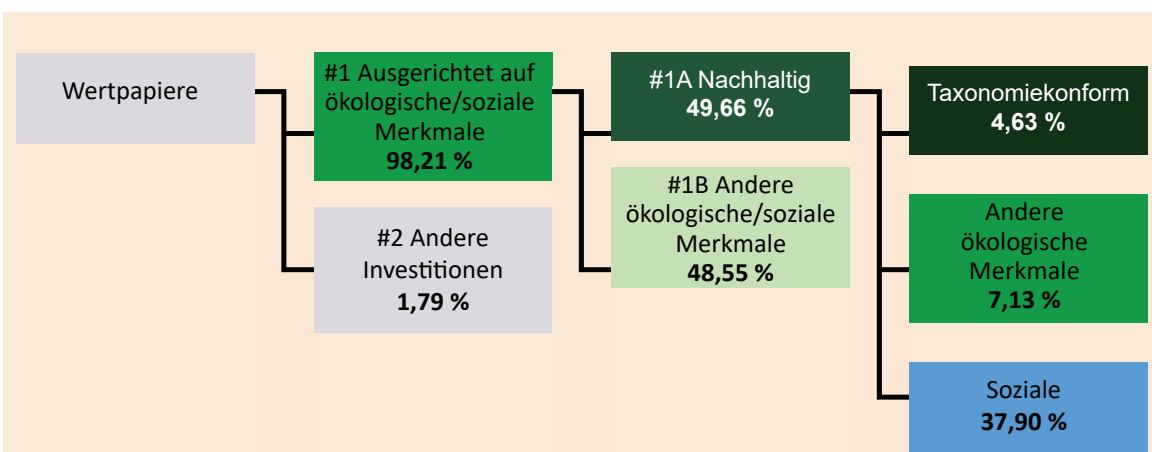 Wertpapiere
#1 Ausgerichtet auf
ökologische/soziale
Merkmale
98,21 %
#2 Andere
Investitionen
1,79 %
#1A Nachhaltig
49,66 %
#1B Andere
ökologische/soziale
Merkmale
48,55 %
Taxonomiekonform
4,63 %
Andere
ökologische
Merkmale
7,13 %
Soziale
37,90 %